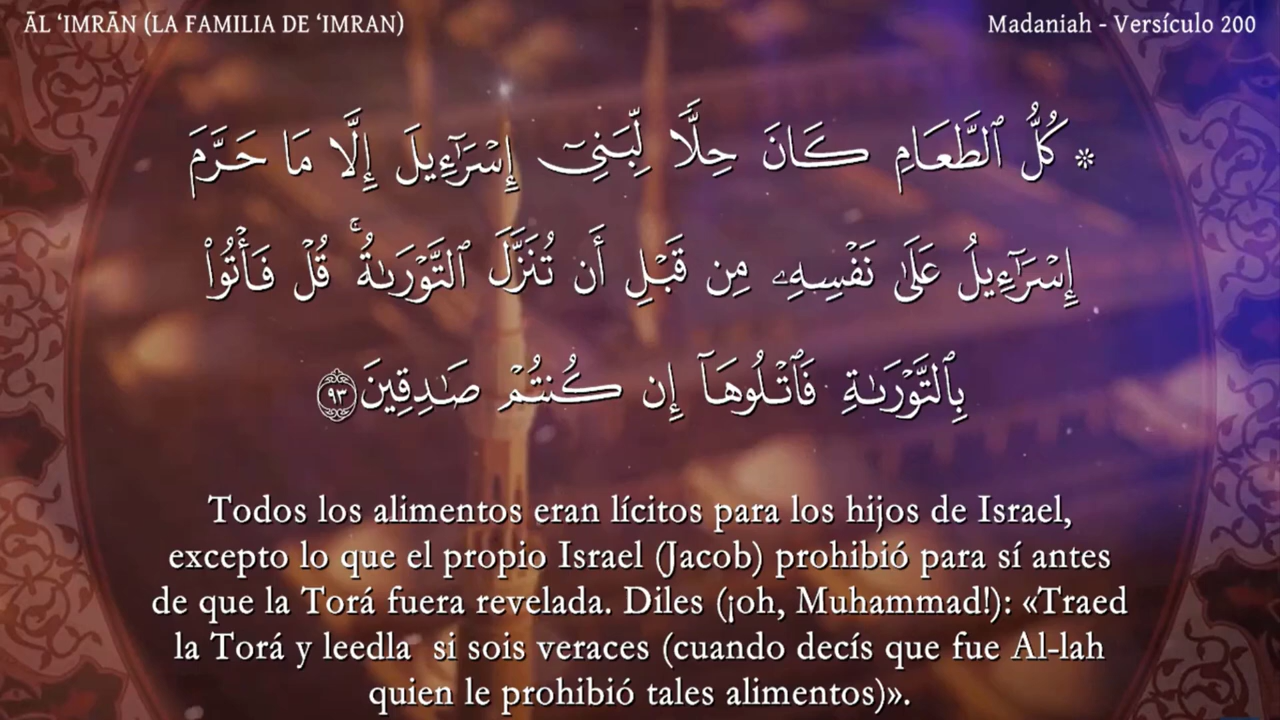 ĀL ‘IMRĀN (LA FAMILIA DE ‘IMRAN)
Madaniah - Versículo 200
۞ كُلُّ ٱلطَّعَامِ كَانَ حِلًّا لِّبَنِىٓ إِسْرَٰٓءِيلَ إِلَّا مَا حَرَّمَ
إِسْرَٰٓءِيلُ عَلَىٰ نَفْسِهِۦ مِن قَبْلِ أَن تُنَزَّلَ ٱلتَّوْرَىٰةُ ۚ قُلْ فَأْتُوا۟
بِٱلتَّوْرَىٰةِ فَٱتْلُوهَآ إِن كُنتُمْ صَـٰدِقِينَ ٩٣
Todos los alimentos eran lícitos para los hijos de Israel,
excepto lo que el propio Israel (Jacob) prohibió para sí antes
de que la Torá fuera revelada. Diles (¡oh, Muhammad!): «Traed
la Torá y leedla si sois veraces (cuando decís que fue Al-lah
quien le prohibió tales alimentos)».